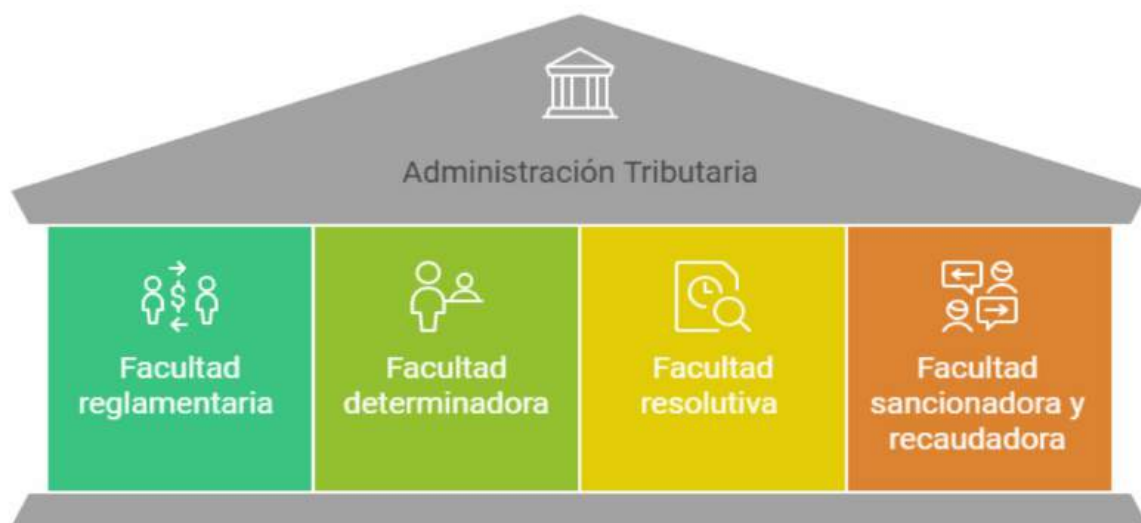 Administración Tributaria
Facultad
reglamentaria
Facultad
determinadora
Facultad
resolutiva
Facultad
sancionadora y
recaudadora